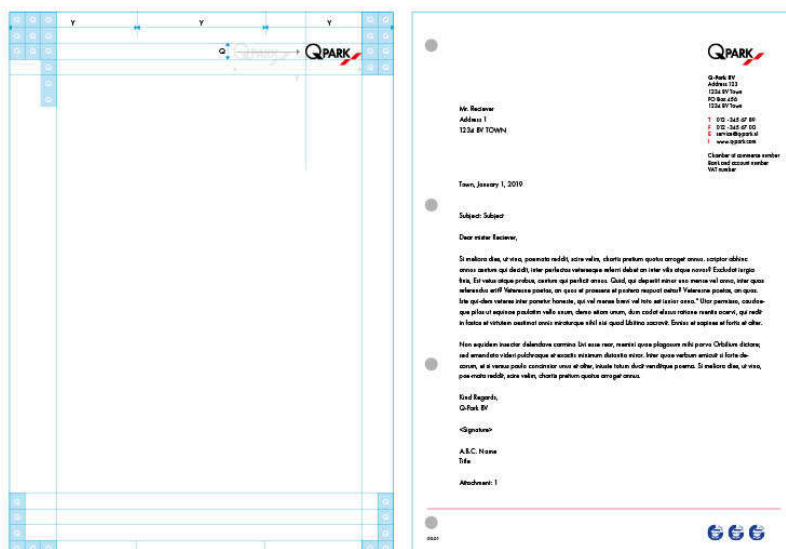 Q Q Q Y Y Y Q Q
Q Q Q Q Q
Q Q Q Q QPARK QPARK Q Q
Q
Y
Q
Q
Q Q
Q Q
Q Q
Q Q Q Q Q Q
QPARK
Q-Park BV
Address 123
1234 BV Town
PO Box 456
1234 BV Town
T 012 - 345 67 89
F 012 - 345 67 00
E service@qpark.nl
I www.q-park.com
Chamber of commerce number
Bank and account number
VAT number
Mr. Reciever
Address 1
1234 BV TOWN
Town, January 1, 2019
Subject: Subject
Dear mister Reciever,
Si meliora dies, ut vina, poemata reddit, scire velim, chartis pretium quotus arroget annus. scriptor abhinc
annos centum qui decidit, inter perfectos veteresque referri debet an inter vilis atque novos? Excludat iurgia
finis, Est vetus atque probus, centum qui perficit annos. Quid, qui deperiit minor uno mense vel anno, inter quos
referendus erit? Veteresne poetas, an quos et praesens et postera respuat aetas? Veteresne poetas, an quos.
Iste quidem veteres inter ponetur honeste, qui vel mense brevi vel toto est iunior anno." Utor permisso, caudae-
que pilos ut equinae paulatim vello unum, demo etiam unum, dum cadat elusus ratione ruentis acervi, qui redit
in fastos et virtutem aestimat annis miraturque nihil nisi quod Libitina sacravit. Ennius et sapines et fortis et alter.
Non equidem insector delendave carmina Livi esse reor, memini quae plagosum mihi parvo Orbilium dictare;
sed emendata videri pulchraque et exactis minimum distantia miror. Inter quae verbum emicuit si forte de-
corum, et si versus paulo concinnior unus et alter, iniuste totum ducit venditque poema. Si meliora dies, ut vina,
poe-mata reddit, scire velim, chartis pretium quotus arroget annus.
Kind Regards,
Q-Park BV
<Signature>
A.B.C. Name
Title
Attachment: 1